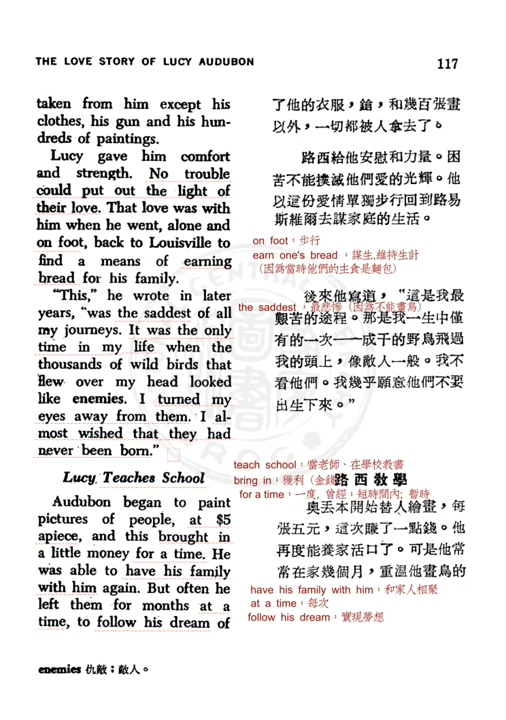 THE LOVE STORY OF LUCY AUDUBON 117
taken from him except his
clothes, his gun and his hun-
dreds of paintings.
Lucy gave him comfort
and strength. No trouble
could put out the light of
their love. That love was with
him when he went, alone and
on foot, back to Louisville to
find a means of earning
bread for his family.
"This," he wrote in later
years, "was the saddest of all
my journeys. It was the only
time in my life when the
thousands of wild birds that
flew over my head looked
like enemies. I turned my
eyes away from them. I al-
most wished that they had
never been born."
Lucy Teaches School
Audubon began to paint
pictures of people, at $5
apiece, and this brought in
a little money for a time. He
was able to have his family
with him again. But often he
left them for months at a
time, to follow his dream of
了他的衣服，鎗，和幾百張畫
以外，一切都被人拿去了。
路西給他安慰和力量。困
苦不能撲滅他們愛的光輝。他
以這份愛情單獨步行回到路易
斯維爾去謀家庭的生活。
on foot：步行
earn one's bread ：謀生,維持生計
（因為當時他們的主食是麵包）
後來他寫道，“這是我最
the saddest ：最悲慘（因為不能畫鳥）
艱苦的途程。那是我一生中僅
有的一次——成千的野鳥飛過
我的頭上，像敵人一般。我不
看他們。我幾乎願意他們不要
出生下來。”
teach school：當老師、在學校教書
bring in：獲利（金錢
路西教學
for a time：一度, 曾經；短時間內; 暫時
奧丟本開始替人繪畫，每
張五元，這次賺了一點錢。他
再度能養家活口了。可是他常
常在家幾個月，重溫他畫鳥的
have his family with him：和家人相聚
at a time：每次
follow his dream：實現夢想
enemies 仇敵；敵人。
CENTRAL
圖書
ROC